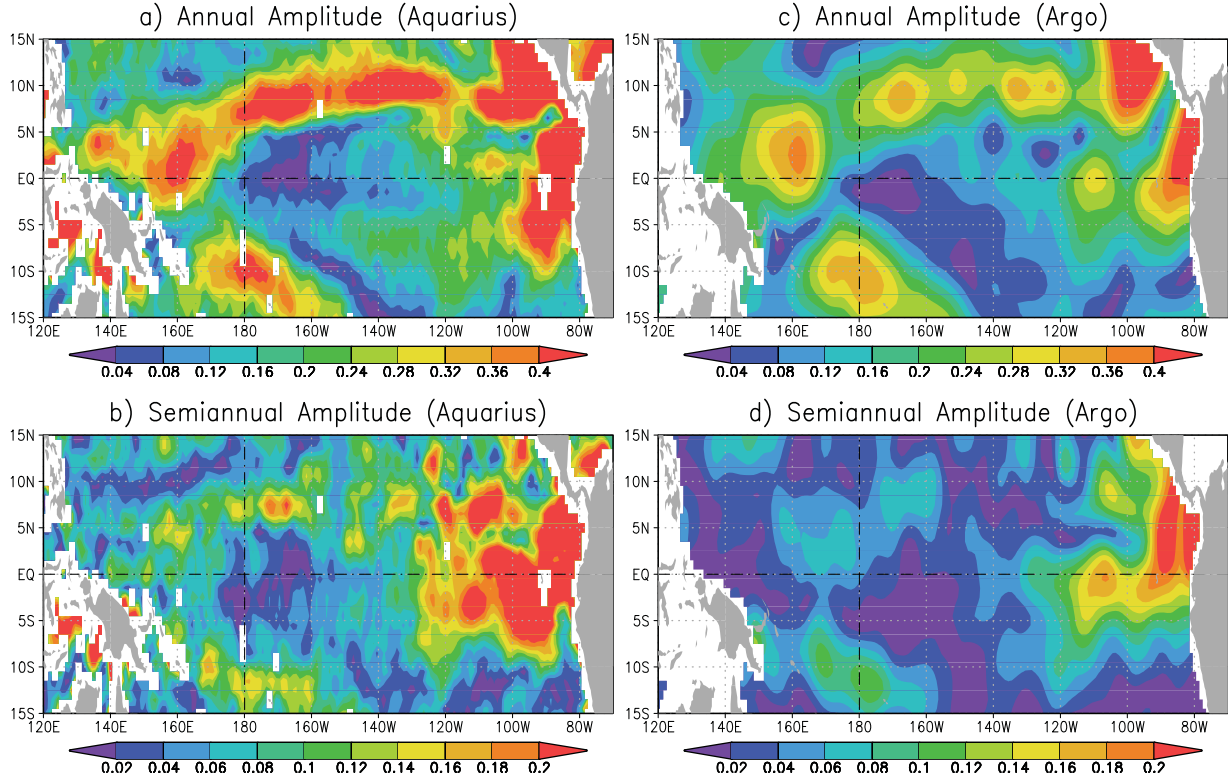 a) Annual Amplitude (Aquarius)
15N
10N
5N
EQ
5S
10S
15S
120E 140E 160E 180 160W 140W 120W 100W 80W
0.04 0.08 0.12 0.16 0.2 0.24 0.28 0.32 0.36 0.4
c) Annual Amplitude (Argo)
15N
10N
5N
EQ
5S
10S
15S
120E 140E 160E 180 160W 140W 120W 100W 80W
0.04 0.08 0.12 0.16 0.2 0.24 0.28 0.32 0.36 0.4
b) Semiannual Amplitude (Aquarius)
15N
10N
5N
EQ
5S
10S
15S
120E 140E 160E 180 160W 140W 120W 100W 80W
0.02 0.04 0.06 0.08 0.1 0.12 0.14 0.16 0.18 0.2
d) Semiannual Amplitude (Argo)
15N
10N
5N
EQ
5S
10S
15S
120E 140E 160E 180 160W 140W 120W 100W 80W
0.02 0.04 0.06 0.08 0.1 0.12 0.14 0.16 0.18 0.2